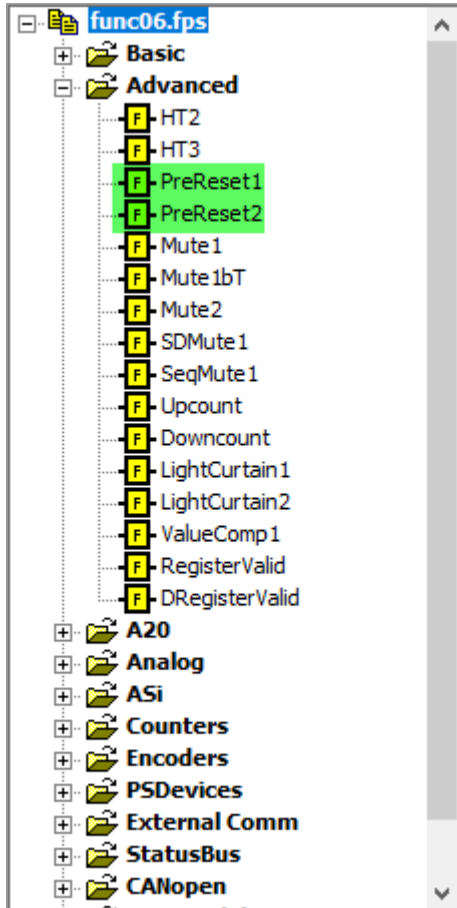 func06.fps
Basic
Advanced
F HT2
F HT3
F PreReset1
F PreReset2
F Mute1
F Mute1bT
F Mute2
F SDMute1
F SeqMute1
F Upcount
F Downcount
F LightCurtain1
F LightCurtain2
F ValueComp1
F RegisterValid
F DRegisterValid
A20
Analog
ASi
Counters
Encoders
PSDevices
External Comm
StatusBus
CANopen